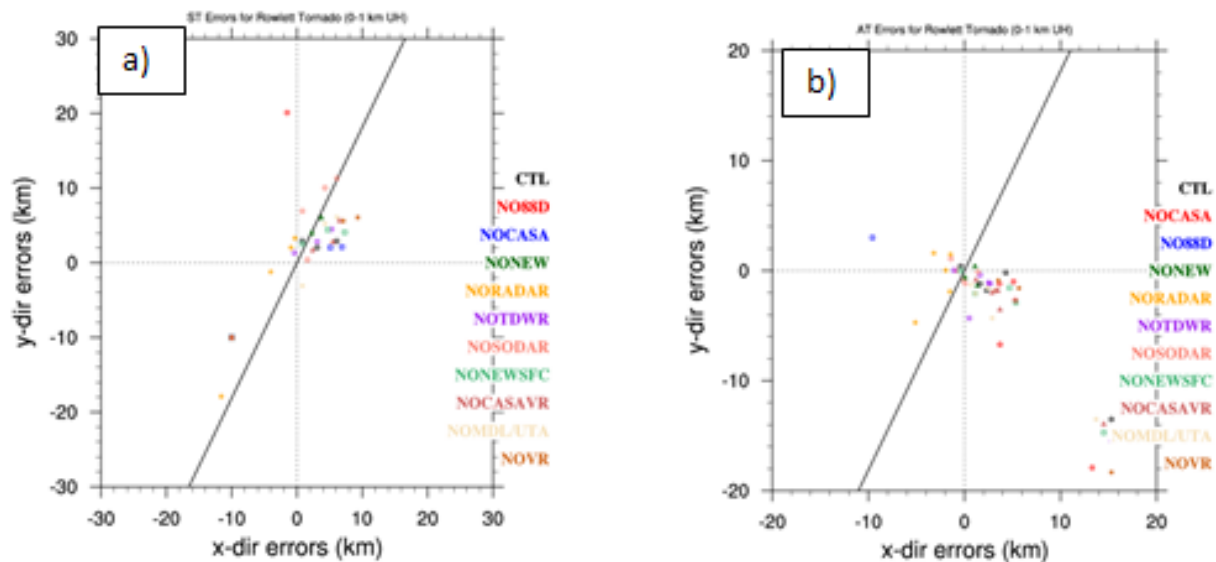 ST Errors for Rowlett Tornado (0-1 km UH)
a)
30
20
10
0
-10
-20
-30
y-dir errors (km)
-30 -20 -10 0 10 20 30
x-dir errors (km)
CTL
NO88D
NOCASA
NONEW
NORADAR
NOTDWR
NOSODAR
NONEWSFC
NOCASAVR
NOMDL/UTA
NOVR
AT Errors for Rowlett Tornado (0-1 km UH)
b)
20
10
0
-10
-20
y-dir errors (km)
-20 -10 0 10 20
x-dir errors (km)
CTL
NOCASA
NO88D
NONEW
NORADAR
NOTDWR
NOSODAR
NONEWSFC
NOCASAVR
NOMDL/UTA
NOVR